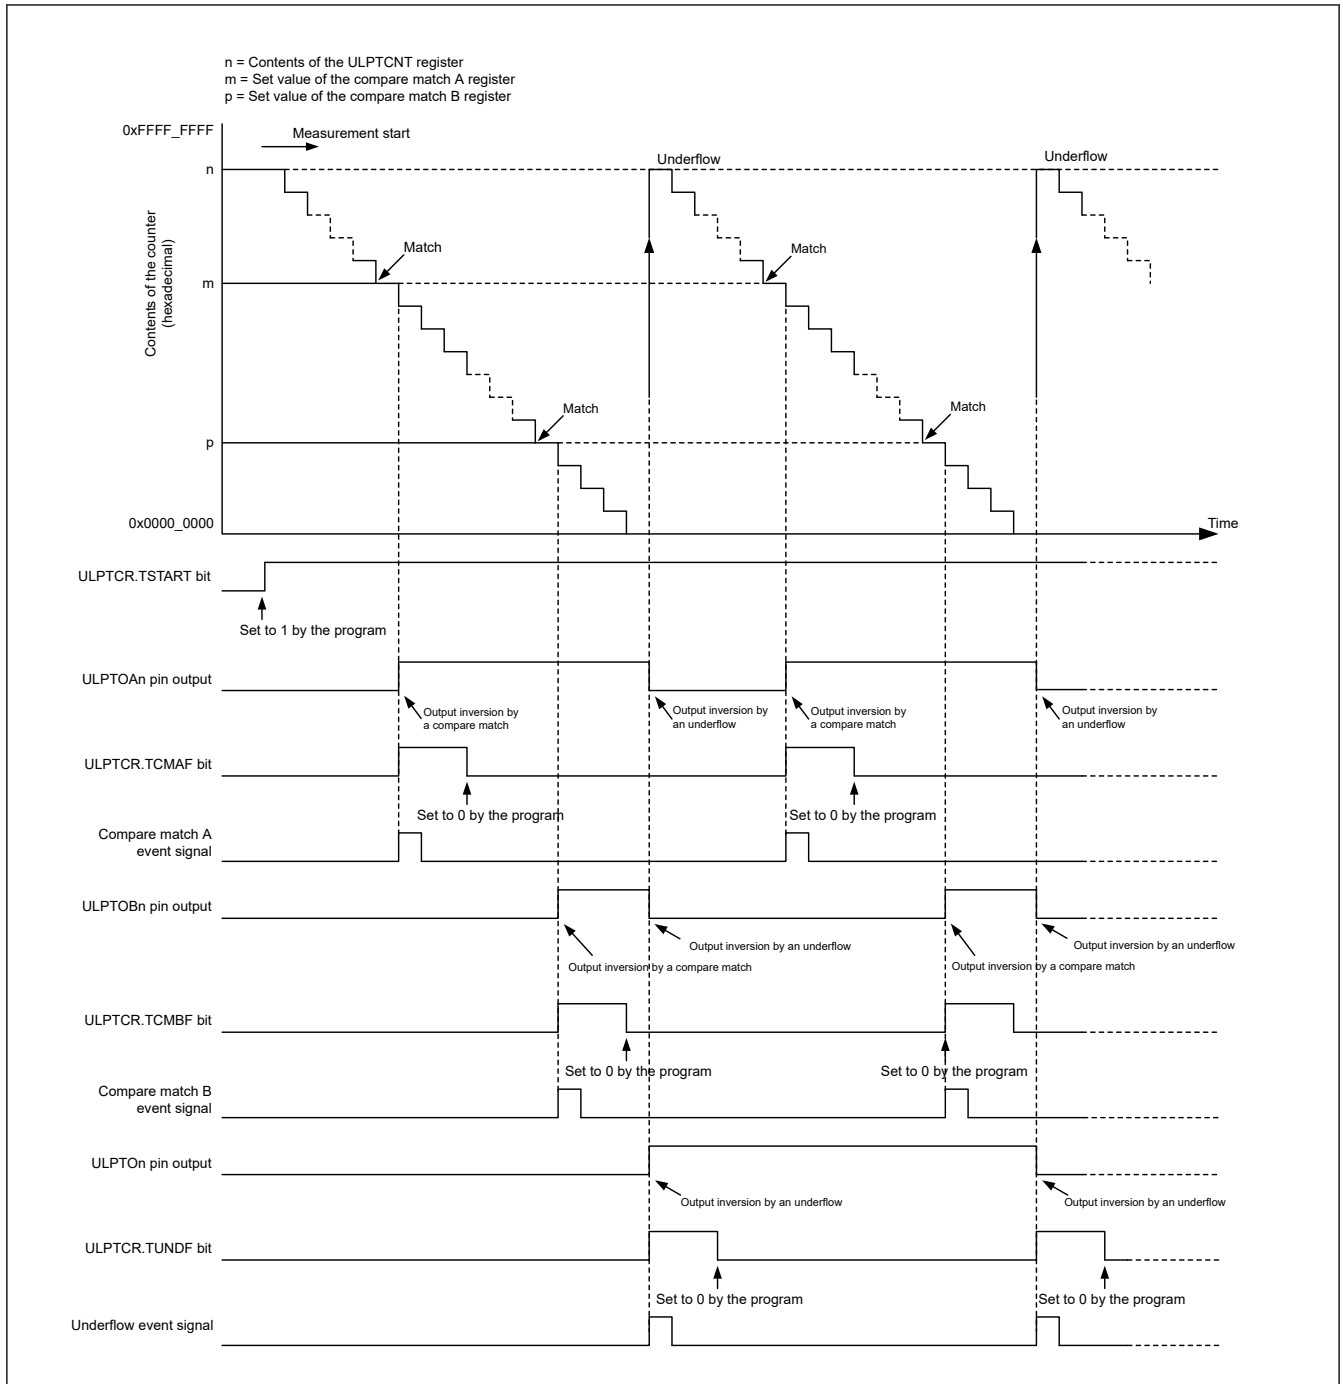 n = Contents of the ULPTCNT register
m = Set value of the compare match A register
p = Set value of the compare match B register
0xFFFF_FFFF
Measurement start
n
Underflow
Underflow
Contents of the counter
(hexadecimal)
Match
Match
m
Match
Match
p
0x0000_0000
Time
ULPTCR.TSTART bit
Set to 1 by the program
ULPTOAn pin output
Output inversion by
a compare match
Output inversion by
an underflow
Output inversion by
a compare match
Output inversion by
an underflow
ULPTCR.TCMAF bit
Set to 0 by the program
Set to 0 by the program
Compare match A
event signal
ULPTOBn pin output
Output inversion by an underflow
Output inversion by an underflow
Output inversion by a compare match
Output inversion by a compare match
ULPTCR.TCMBF bit
Set to 0 by the program
Set to 0 by the program
Compare match B
event signal
ULPTOn pin output
Output inversion by an underflow
Output inversion by an underflow
ULPTCR.TUNDF bit
Set to 0 by the program
Set to 0 by the program
Underflow event signal